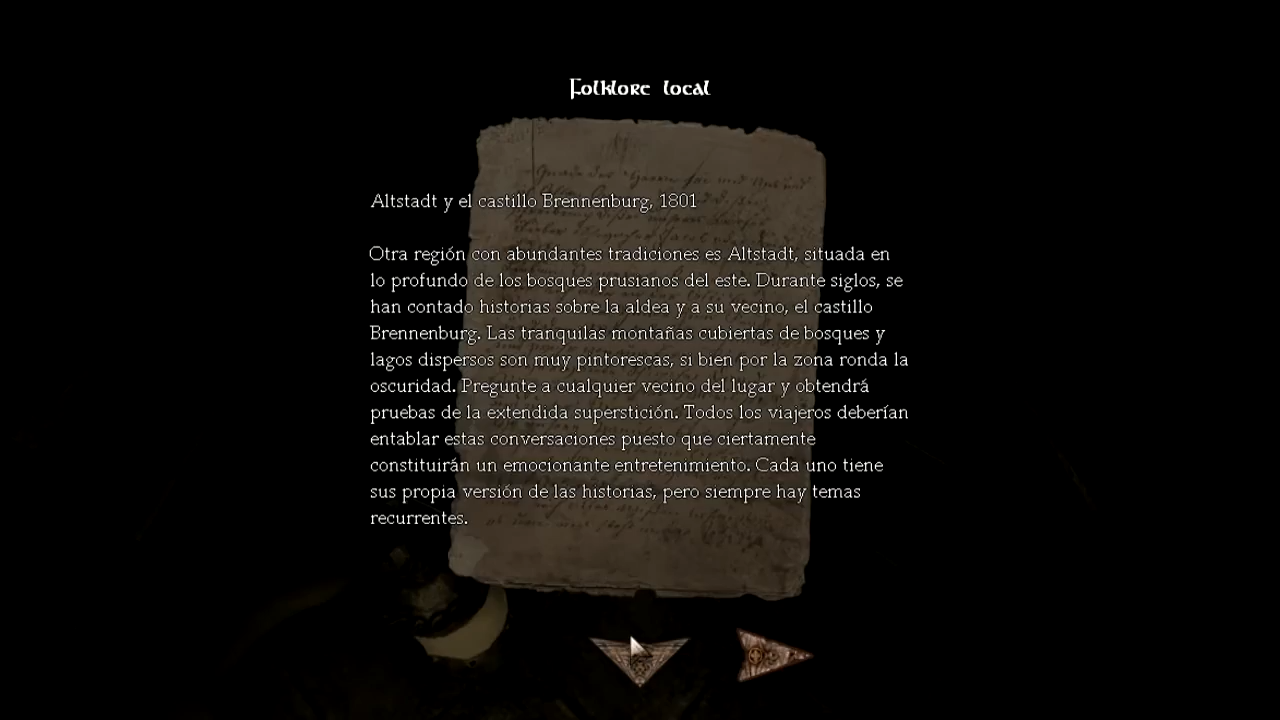 Folklore local
Altstadt y el castillo Brennenburg, 1801
Otra región con abundantes tradiciones es Altstadt, situada en
lo profundo de los bosques prusianos del este. Durante siglos, se
han contado historias sobre la aldea y a su vecino, el castillo
Brennenburg. Las tranquilas montañas cubiertas de bosques y
lagos dispersos son muy pintorescas, si bien por la zona ronda la
oscuridad. Pregunte a cualquier vecino del lugar y obtendrá
pruebas de la extendida superstición. Todos los viajeros deberían
entablar estas conversaciones puesto que ciertamente
constituirán un emocionante entretenimiento. Cada uno tiene
sus propia versión de las historias, pero siempre hay temas
recurrentes.